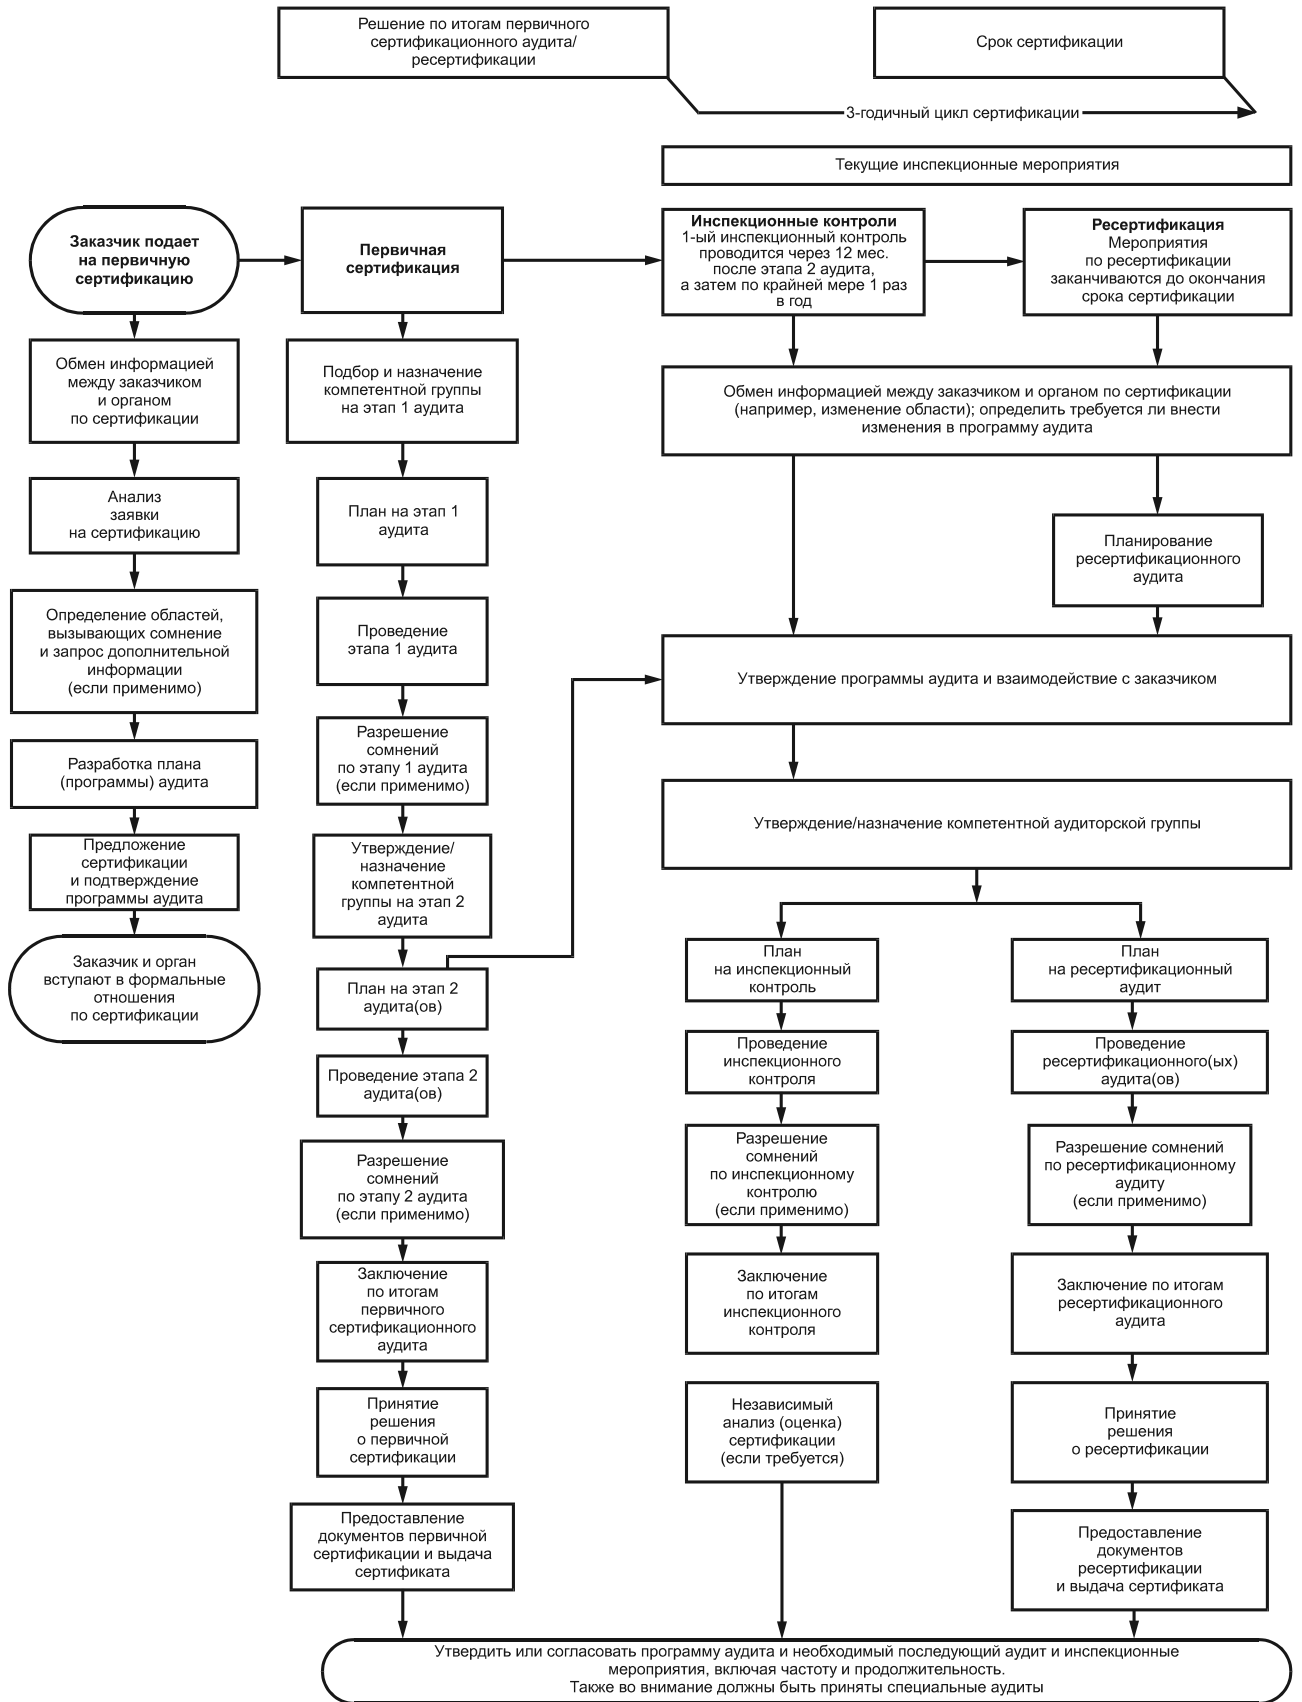 Решение по итогам первичного
сертификационного аудита/
ресертификации
Срок сертификации
3-годичный цикл сертификации
Текущие инспекционные мероприятия
Заказчик подает
на первичную
сертификацию
Обмен информацией
между заказчиком
и органом
по сертификации
Анализ
заявки
на сертификацию
Определение областей,
вызывающих сомнение
и запрос дополнительной
информации
(если применимо)
Разработка плана
(программы) аудита
Предложение
сертификации
и подтверждение
программы аудита
Заказчик и орган
вступают в формальные
отношения
по сертификации
Первичная
сертификация
Подбор и назначение
компетентной группы
на этап 1 аудита
План на этап 1
аудита
Проведение
этапа 1 аудита
Разрешение
сомнений
по этапу 1 аудита
(если применимо)
Утверждение/
назначение
компетентной
группы на этап 2
аудита
План на этап 2
аудита(ов)
Проведение этапа 2
аудита(ов)
Разрешение
сомнений
по этапу 2 аудита
(если применимо)
Заключение
по итогам
первичного
сертификационного
аудита
Принятие
решения
о первичной
сертификации
Предоставление
документов первичной
сертификации и выдача
сертификата
Инспекционные контроли
1-ый инспекционный контроль
проводится через 12 мес.
после этапа 2 аудита,
а затем по крайней мере 1 раз
в год
Ресертификация
Мероприятия
по ресертификации
заканчиваются до окончания
срока сертификации
Обмен информацией между заказчиком и органом по сертификации
(например, изменение области); определить требуется ли внести
изменения в программу аудита
Планирование
ресертификационного
аудита
Утверждение программы аудита и взаимодействие с заказчиком
Утверждение/назначение компетентной аудиторской группы
План
на инспекционный
контроль
Проведение
инспекционного
контроля
Разрешение
сомнений
по инспекционному
контролю
(если применимо)
Заключение
по итогам
инспекционного
контроля
Независимый
анализ (оценка)
сертификации
(если требуется)
План
на ресертификационный
аудит
Проведение
ресертификационного(ых)
аудита(ов)
Разрешение сомнений
по ресертификационному
аудиту
(если применимо)
Заключение по итогам
ресертификационного
аудита
Принятие
решения
о ресертификации
Предоставление
документов
ресертификации
и выдача сертификата
Утвердить или согласовать программу аудита и необходимый последующий аудит и инспекционные
мероприятия, включая частоту и продолжительность.
Также во внимание должны быть приняты специальные аудиты